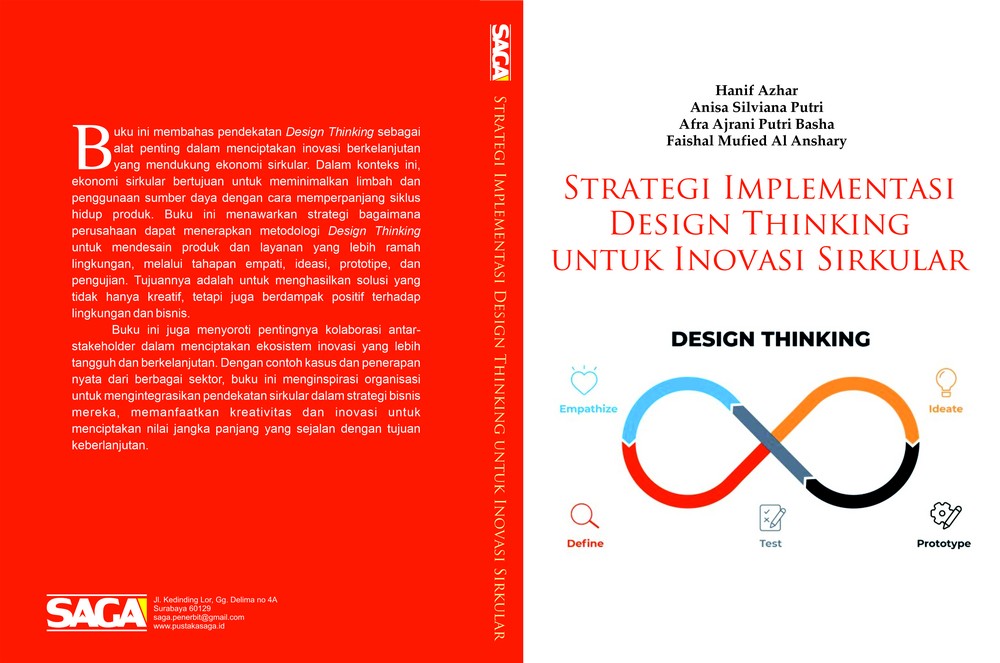 Buku ini membahas pendekatan Design Thinking sebagai
alat penting dalam menciptakan inovasi berkelanjutan
yang mendukung ekonomi sirkular. Dalam konteks ini,
ekonomi sirkular bertujuan untuk meminimalkan limbah dan
penggunaan sumber daya dengan cara memperpanjang siklus
hidup produk. Buku ini menawarkan strategi bagaimana
perusahaan dapat menerapkan metodologi Design Thinking
untuk mendesain produk dan layanan yang lebih ramah
lingkungan, melalui tahapan empati, ideasi, prototipe, dan
pengujian. Tujuannya adalah untuk menghasilkan solusi yang
tidak hanya kreatif, tetapi juga berdampak positif terhadap
lingkungan dan bisnis.
Buku ini juga menyoroti pentingnya kolaborasi antar-
stakeholder dalam menciptakan ekosistem inovasi yang lebih
tangguh dan berkelanjutan. Dengan contoh kasus dan penerapan
nyata dari berbagai sektor, buku ini menginspirasi organisasi
untuk mengintegrasikan pendekatan sirkular dalam strategi bisnis
mereka, memanfaatkan kreativitas dan inovasi untuk
menciptakan nilai jangka panjang yang sejalan dengan tujuan
keberlanjutan.
SAGA
Jl. Kedinding Lor, Gg. Delima no 4A
Surabaya 60129
saga.penerbit@gmail.com
www.pustakasaga.id
SAGA
STRATEGI IMPLEMENTASI DESIGN THINKING UNTUK INOVASI SIRKULAR
Hanif Azhar
Anisa Silviana Putri
Afra Ajrani Putri Basha
Faishal Mufied Al Anshary
STRATEGI IMPLEMENTASI
DESIGN THINKING
UNTUK INOVASI SIRKULAR
DESIGN THINKING
Empathize
Ideate
Define
Test
Prototype